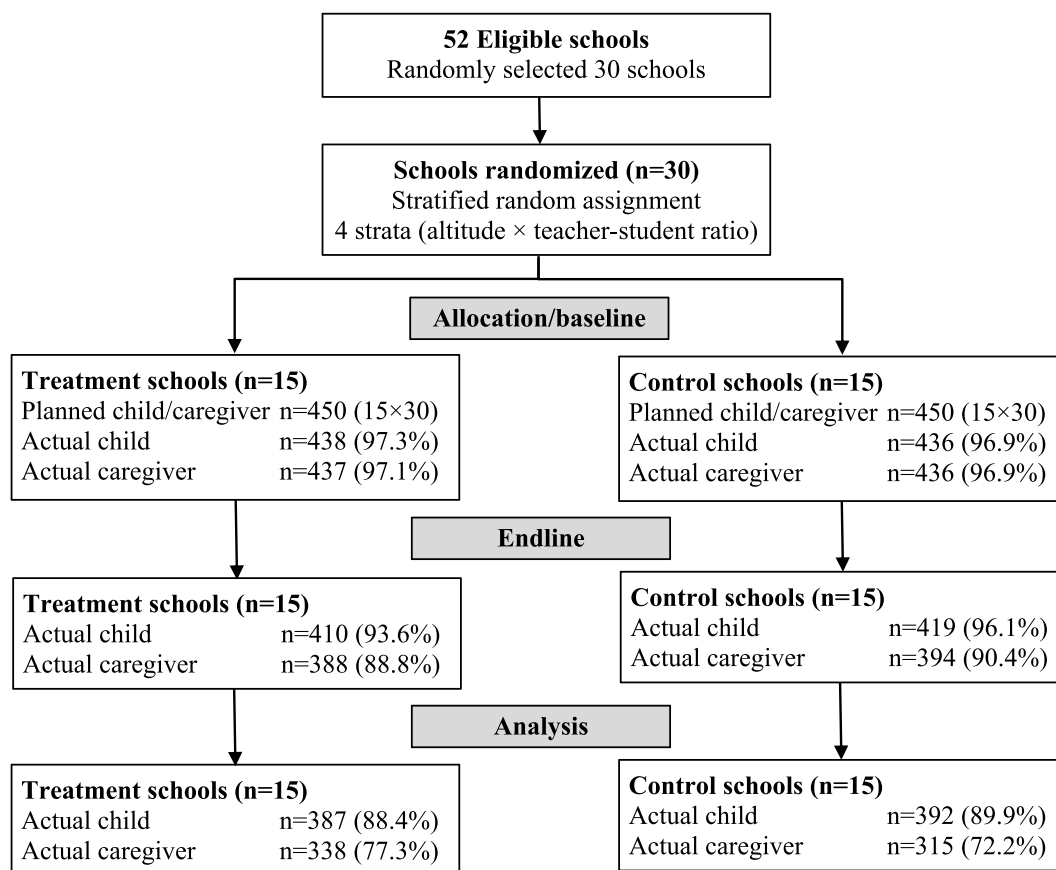 52 Eligible schools
Randomly selected 30 schools
Schools randomized (n=30)
Stratified random assignment
4 strata (altitude × teacher-student ratio)
Allocation/baseline
Treatment schools (n=15)
Planned child/caregiver n=450 (15×30)
Actual child n=438 (97.3%)
Actual caregiver n=437 (97.1%)
Control schools (n=15)
Planned child/caregiver n=450 (15×30)
Actual child n=436 (96.9%)
Actual caregiver n=436 (96.9%)
Endline
Treatment schools (n=15)
Actual child n=410 (93.6%)
Actual caregiver n=388 (88.8%)
Control schools (n=15)
Actual child n=419 (96.1%)
Actual caregiver n=394 (90.4%)
Analysis
Treatment schools (n=15)
Actual child n=387 (88.4%)
Actual caregiver n=338 (77.3%)
Control schools (n=15)
Actual child n=392 (89.9%)
Actual caregiver n=315 (72.2%)